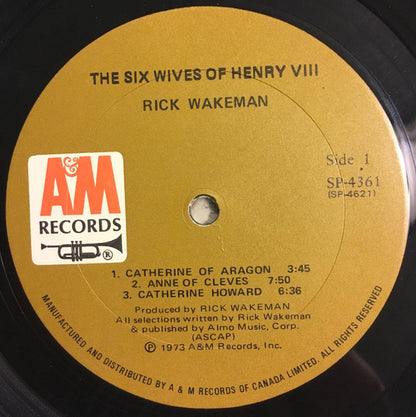 THE SIX WIVES OF HENRY VIII
RICK WAKEMAN
Side 1
SP-4361
(SP-4621)
A&M
RECORDS
®
1. CATHERINE OF ARAGON 3:45
2. ANNE OF CLEVES 7:50
3. CATHERINE HOWARD 6:36
Produced by RICK WAKEMAN
All selections written by Rick Wakeman
& published by Almo Music, Corp.
(ASCAP)
℗ 1973 A&M Records, Inc.
MANUFACTURED AND DISTRIBUTED BY A & M RECORDS OF CANADA LIMITED. ALL RIGHTS RESERVED